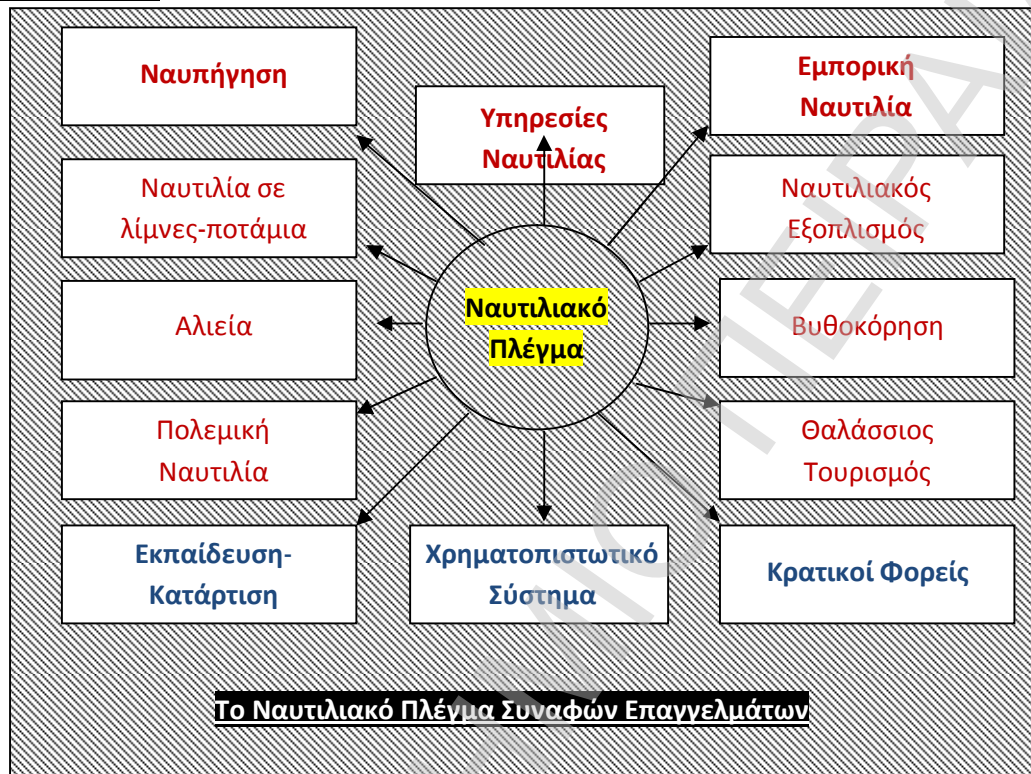 Ναυπήγηση
Υπηρεσίες
Ναυτιλίας
Εμπορική
Ναυτιλία
Ναυτιλία σε
λίμνες-ποτάμια
Ναυτιλιακός
Εξοπλισμός
Αλιεία
Ναυτιλιακό
Πλέγμα
Βυθοκόρηση
Πολεμική
Ναυτιλία
Θαλάσσιος
Τουρισμός
Εκπαίδευση-
Κατάρτιση
Χρηματοπιστωτικό
Σύστημα
Κρατικοί Φορείς
Το Ναυτιλιακό Πλέγμα Συναφών Επαγγελμάτων